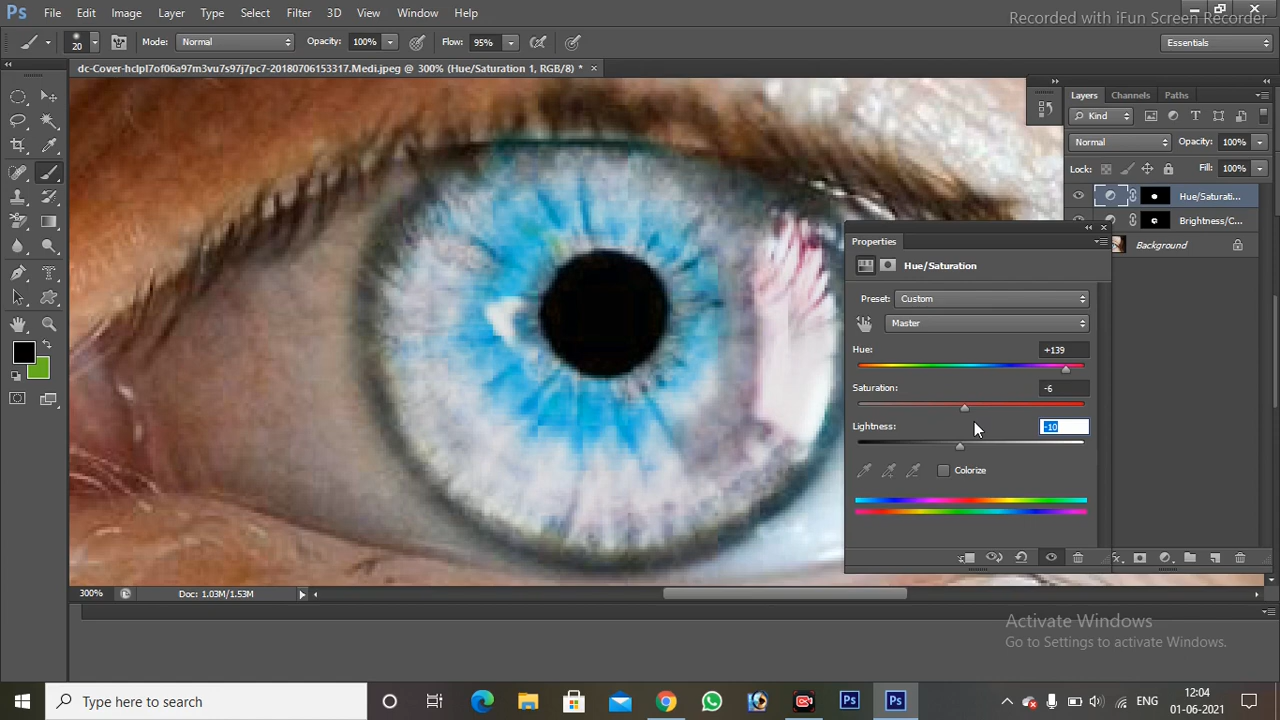 Ps File Edit Image Layer Type Select Filter 3D View Window Help
Recorded with iFun Screen Recorder
20 Mode: Normal Opacity: 100% Flow: 95% Essentials
dc-Cover-hclpl7of06a97m3vu7s97j7pc7-20180706153317.Medi.jpeg @ 300% (Hue/Saturation 1, RGB/8) * ×
Layers Channels Paths
Kind
Normal Opacity: 100%
Lock: Fill: 100%
Hue/Saturati...
Brightness/C...
Background
Properties
Hue/Saturation
Preset: Custom
Master
Hue: +139
Saturation: -6
Lightness: -10
Colorize
300% Doc: 1.03M/1.53M
Activate Windows
Go to Settings to activate Windows.
Type here to search
Ps Ps
ENG
12:04
01-06-2021